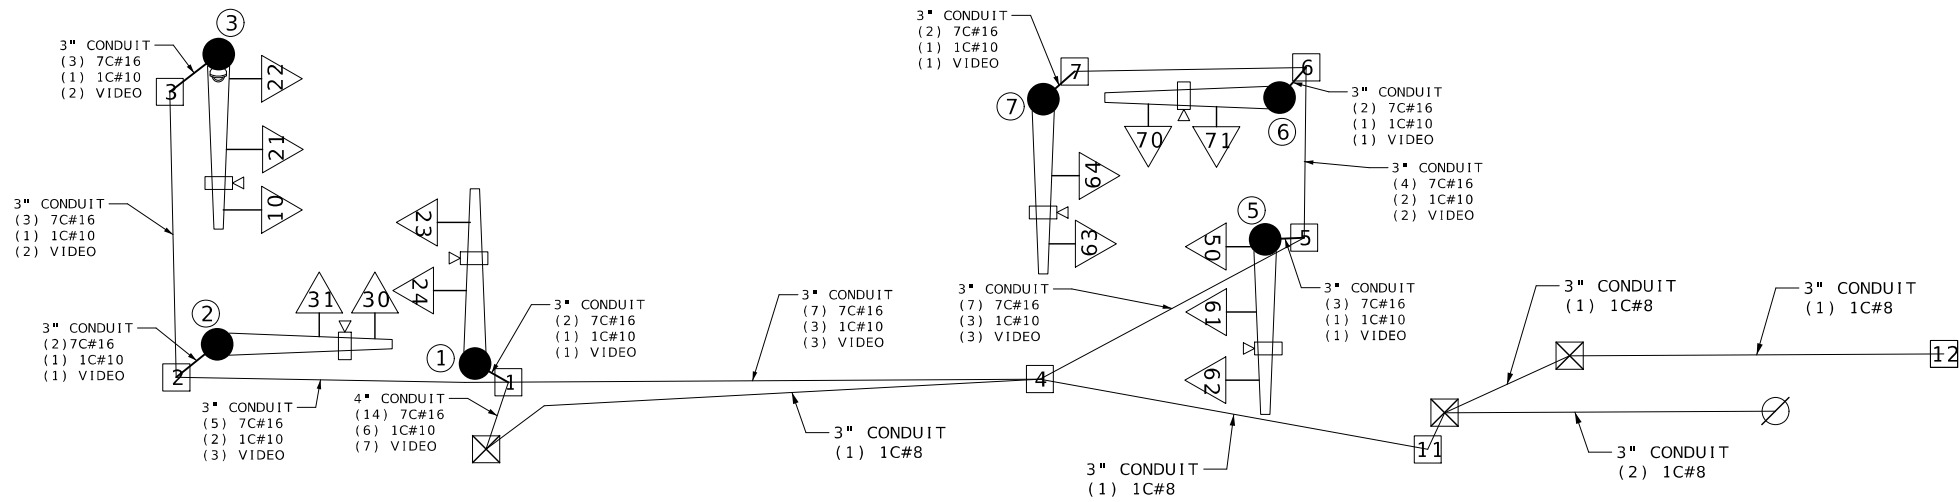 3
3" CONDUIT
(3) 7C#16
(1) 1C#10
(2) VIDEO
3
22
21
10
3" CONDUIT
(3) 7C#16
(1) 1C#10
(2) VIDEO
23
24
31
30
2
3" CONDUIT
(2)7C#16
(1) 1C#10
(1) VIDEO
2
1
3" CONDUIT
(2) 7C#16
(1) 1C#10
(1) VIDEO
1
3" CONDUIT
(5) 7C#16
(2) 1C#10
(3) VIDEO
4" CONDUIT
(14) 7C#16
(6) 1C#10
(7) VIDEO
3" CONDUIT
(7) 7C#16
(3) 1C#10
(3) VIDEO
3" CONDUIT
(1) 1C#8
3" CONDUIT
(2) 7C#16
(1) 1C#10
(1) VIDEO
7
7
6
6
70
71
3" CONDUIT
(2) 7C#16
(1) 1C#10
(1) VIDEO
64
63
3" CONDUIT
(4) 7C#16
(2) 1C#10
(2) VIDEO
5
50
5
3" CONDUIT
(7) 7C#16
(3) 1C#10
(3) VIDEO
61
62
3" CONDUIT
(3) 7C#16
(1) 1C#10
(1) VIDEO
4
3" CONDUIT
(1) 1C#8
3" CONDUIT
(1) 1C#8
12
11
3" CONDUIT
(1) 1C#8
3" CONDUIT
(2) 1C#8